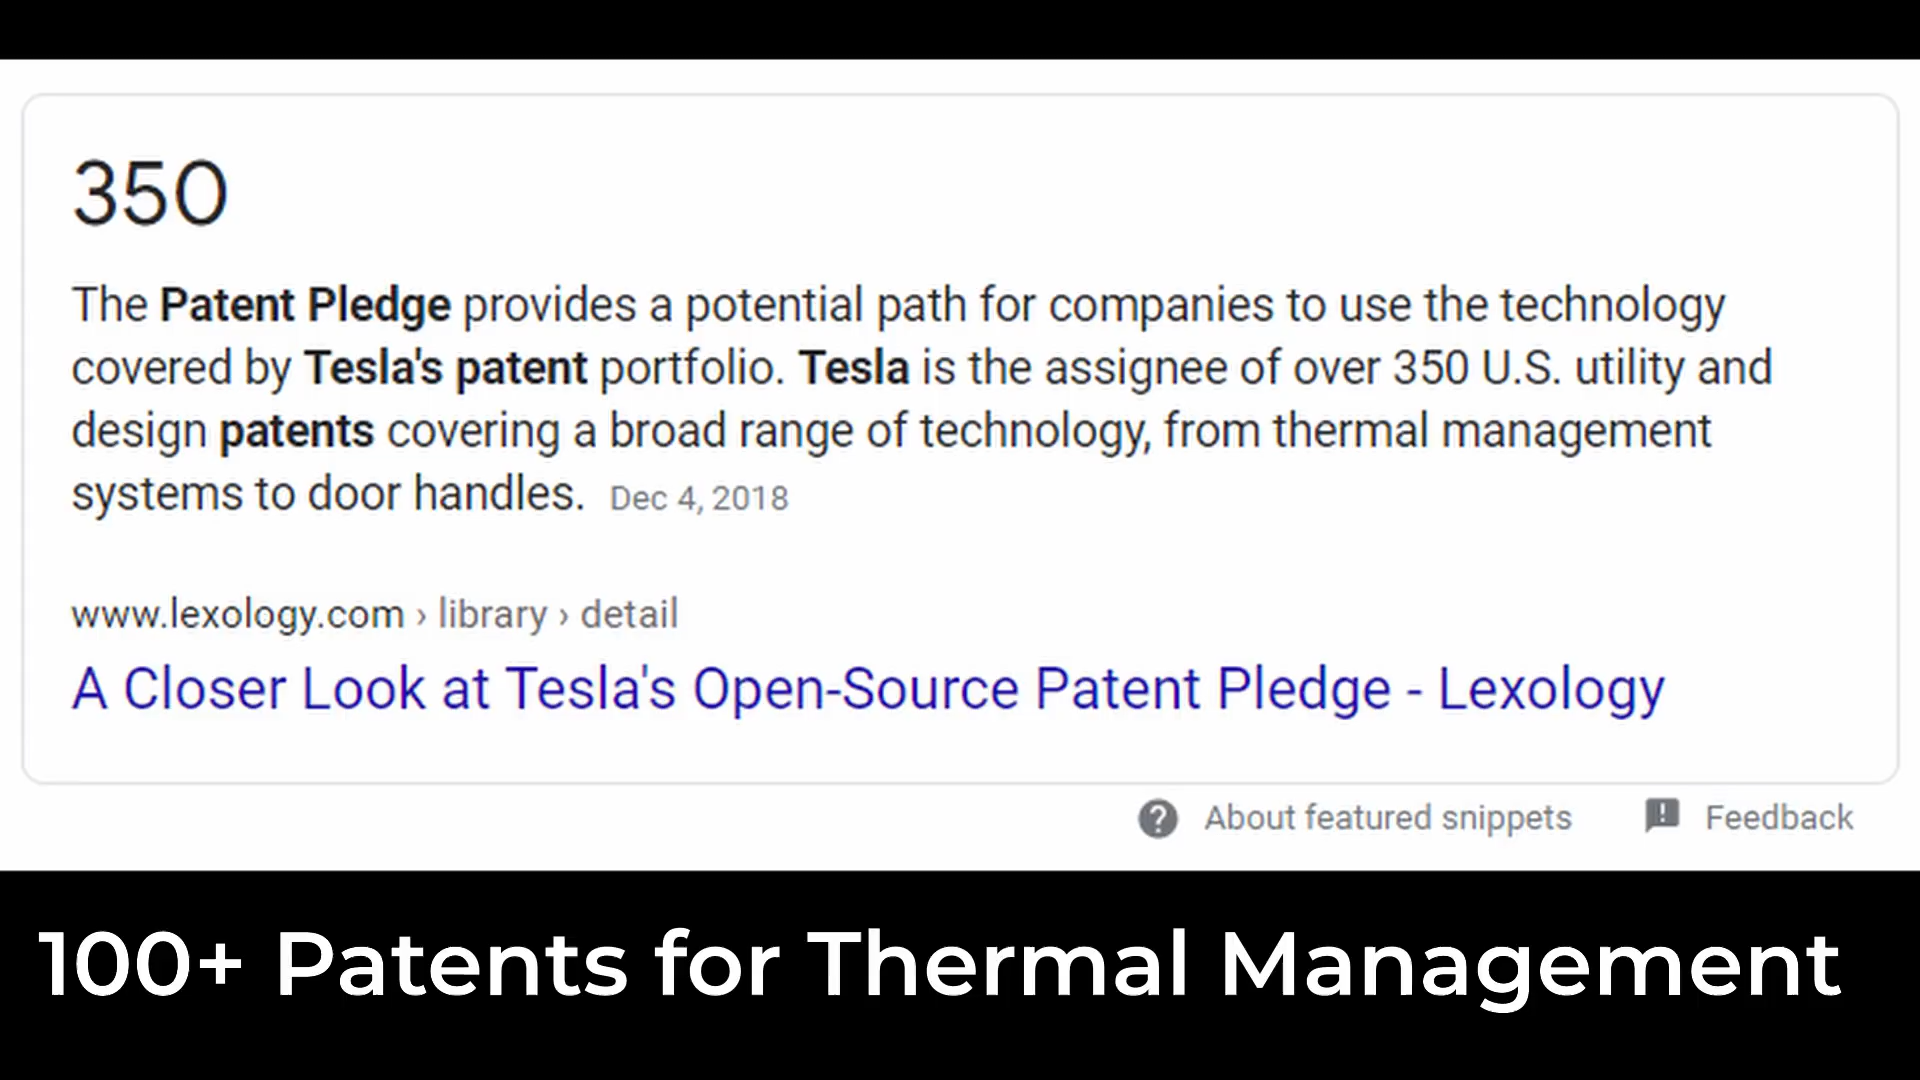 350
The Patent Pledge provides a potential path for companies to use the technology
covered by Tesla's patent portfolio. Tesla is the assignee of over 350 U.S. utility and
design patents covering a broad range of technology, from thermal management
systems to door handles. Dec 4, 2018
www.lexology.com › library › detail
A Closer Look at Tesla's Open-Source Patent Pledge - Lexology
About featured snippets Feedback
100+ Patents for Thermal Management